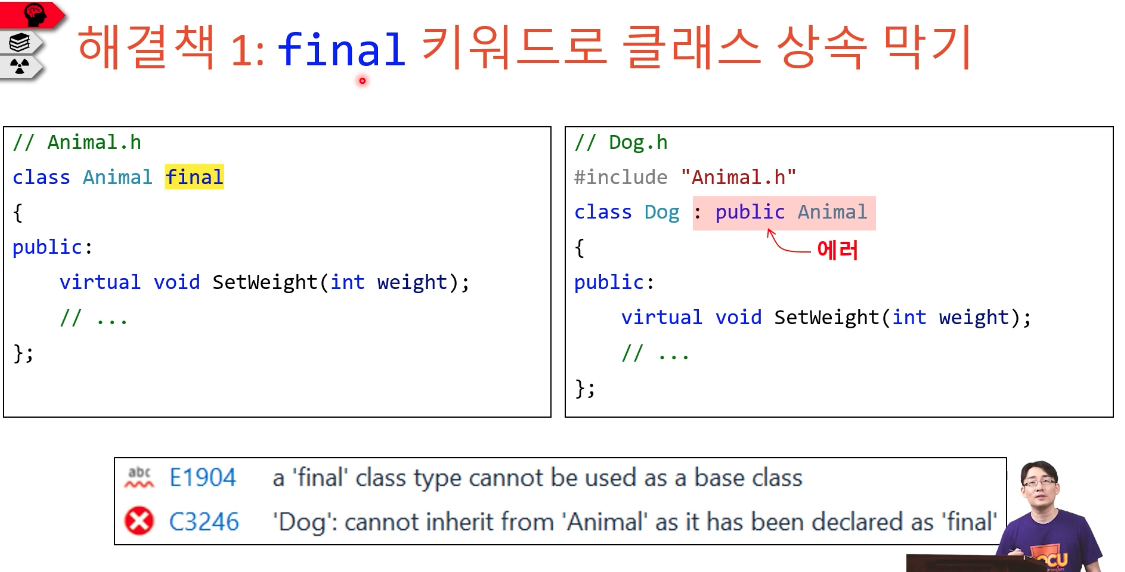 해결책 1: final 키워드로 클래스 상속 막기
// Animal.h
class Animal final
{
public:
virtual void SetWeight(int weight);
// ...
};
// Dog.h
#include "Animal.h"
class Dog : public Animal
{
에러
public:
virtual void SetWeight(int weight);
// ...
};
abc E1904 a 'final' class type cannot be used as a base class
C3246 'Dog': cannot inherit from 'Animal' as it has been declared as 'final'